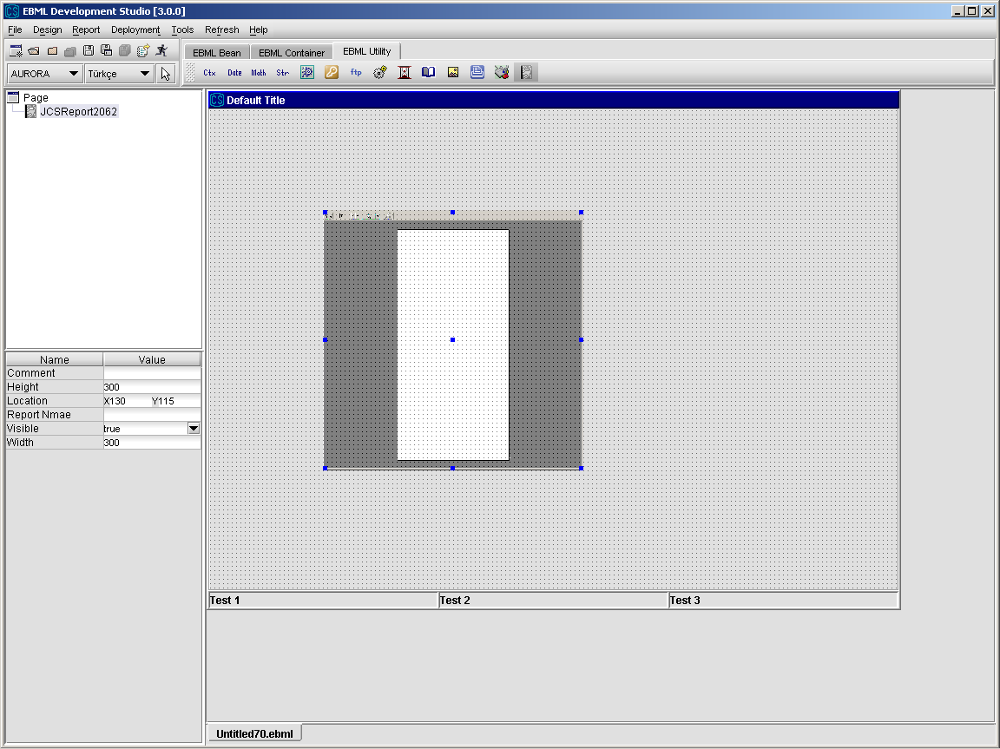 CS EBML Development Studio [3.0.0]
File Design Report Deployment Tools Refresh Help
EBML Bean EBML Container EBML Utility
AURORA Türkçe Ctx Date Math Str ftp
Page
JCSReport2062
CS Default Title
Name Value
Comment
Height 300
Location X130 Y115
Report Nmae
Visible true
Width 300
Test 1 Test 2 Test 3
Untitled70.ebml